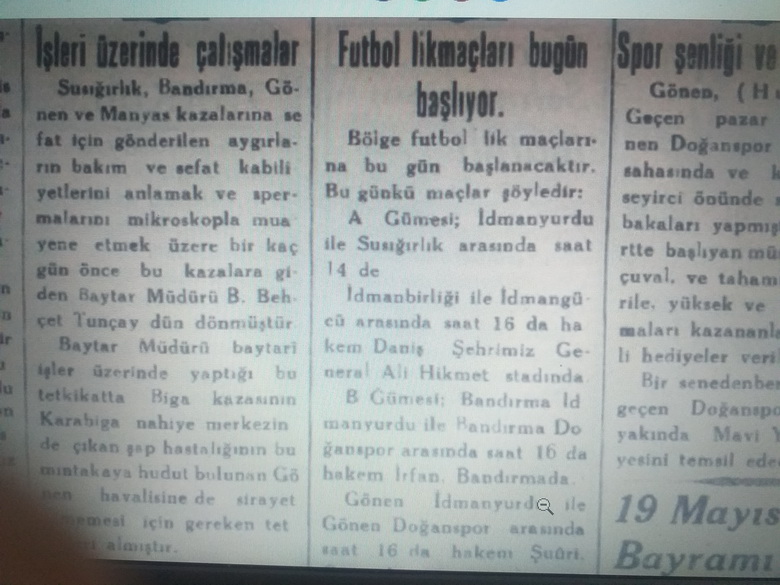 İşleri üzerinde çalışmalar
Susığırlık, Bandırma, Gö-
nen ve Manyas kazalarına se
fat için gönderilen aygırla-
rın bakım ve sefat kabili
yetlerini anlamak ve sper-
malarını mikroskopla mua
yene etmek üzere bir kaç
gün önce bu kazalara gi-
den Baytar Müdürü B. Beh-
çet Tunçay dün dönmüştür.
Baytar Müdürü baytari
işler üzerinde yaptığı bu
tetkikatta Biga kazasının
Karabiga nahiye merkezin
de çıkan şap hastalığının bu
mıntakaya hudut bulunan Gö
nen havalisine de sirayet
için gereken tet
almıştır.
Futbol likmaçları bugün
başlıyor.
Bölge futbol lik maçları-
na bu gün başlanacaktır.
Bu günkü maçlar şöyledir:
A Gümesi; İdmanyurdu
ile Susığırlık arasında saat
14 de
İdmanbirliği ile İdmangü-
cü arasında saat 16 da ha
kem Daniş Şehrimiz Ge-
neral Ali Hikmet stadında
B Gümesi; Bandırma İd
manyurdu ile Bandırma Do
ğanspor arasında saat 16 da
hakem İrfan, Bandırmada.
Gönen İdmanyurdu ile
Gönen Doğanspor arasında
saat 16 da hakem Şuâri.
Spor şenliği ve
Gönen, (H
Geçen pazar
nen Doğanspor
sahasında ve k
seyirci önünde
bakaları yapmış
rtte başlıyan mü
çuval, ve taham
rile, yüksek ve
maları kazananla
li hediyeler veri
Bir senedenber
geçen Doğanspo
yakında Mavi Y
yesini temsil edec
19 Mayıs
Bayramı